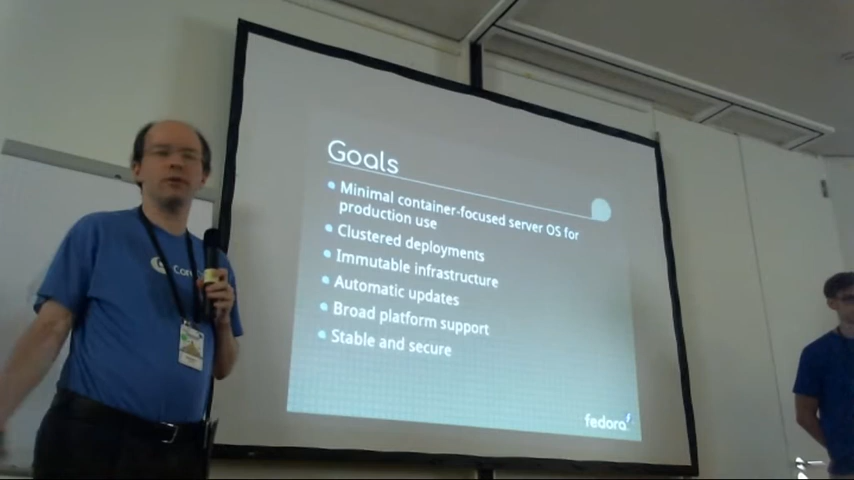 Goals
Minimal container-focused server OS for
production use
Clustered deployments
Immutable infrastructure
Automatic updates
Broad platform support
Stable and secure
fedora